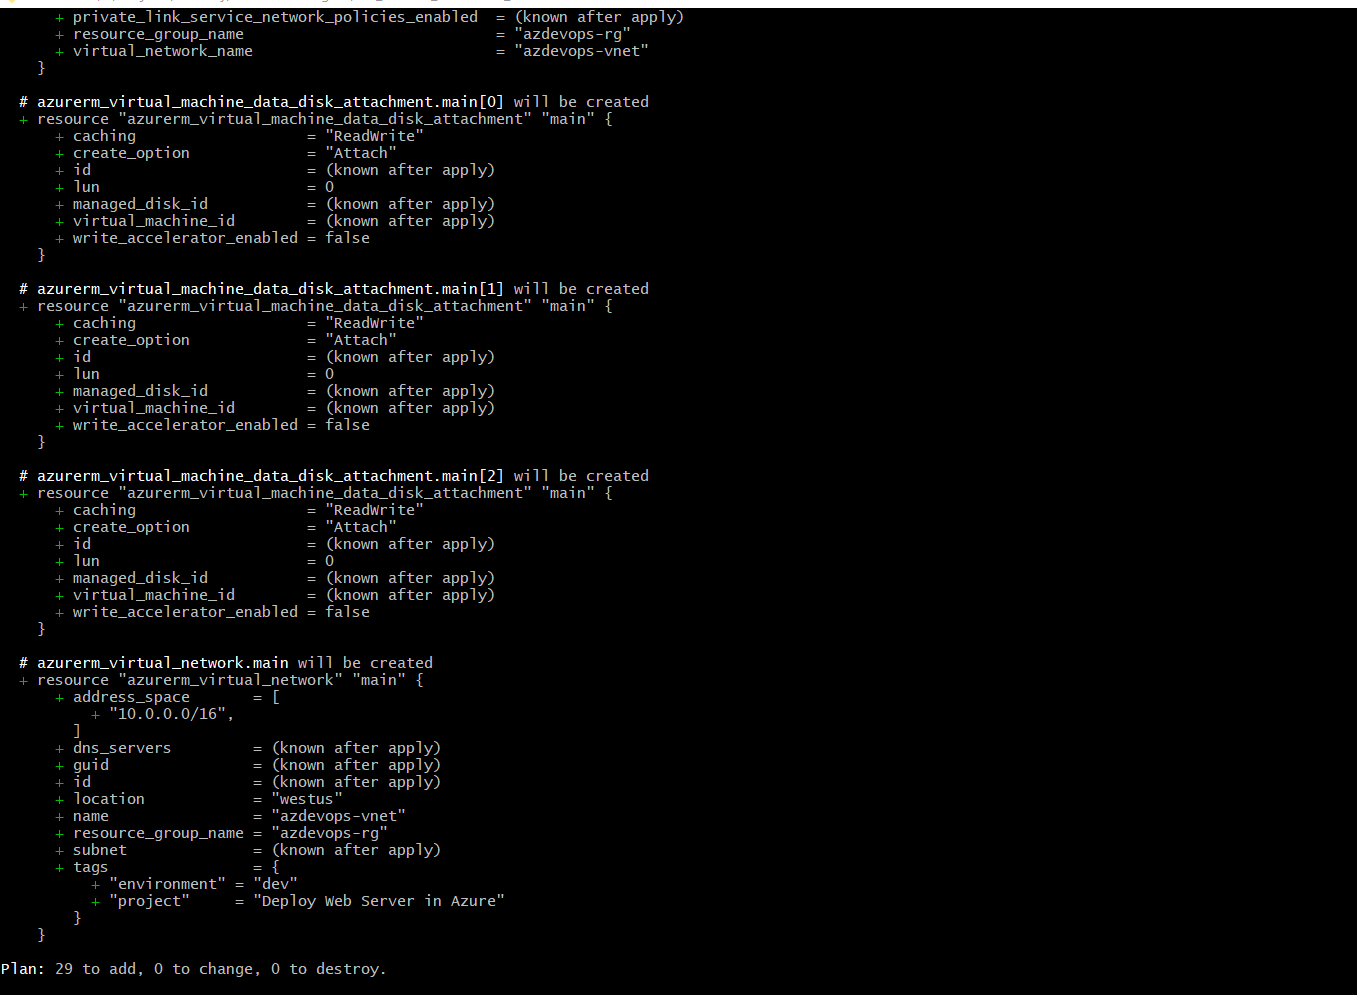 + private_link_service_network_policies_enabled = (known after apply)
+ resource_group_name = "azdevops-rg"
+ virtual_network_name = "azdevops-vnet"
}
# azurerm_virtual_machine_data_disk_attachment.main[0] will be created
+ resource "azurerm_virtual_machine_data_disk_attachment" "main" {
+ caching = "ReadWrite"
+ create_option = "Attach"
+ id = (known after apply)
+ lun = 0
+ managed_disk_id = (known after apply)
+ virtual_machine_id = (known after apply)
+ write_accelerator_enabled = false
}
# azurerm_virtual_machine_data_disk_attachment.main[1] will be created
+ resource "azurerm_virtual_machine_data_disk_attachment" "main" {
+ caching = "ReadWrite"
+ create_option = "Attach"
+ id = (known after apply)
+ lun = 0
+ managed_disk_id = (known after apply)
+ virtual_machine_id = (known after apply)
+ write_accelerator_enabled = false
}
# azurerm_virtual_machine_data_disk_attachment.main[2] will be created
+ resource "azurerm_virtual_machine_data_disk_attachment" "main" {
+ caching = "ReadWrite"
+ create_option = "Attach"
+ id = (known after apply)
+ lun = 0
+ managed_disk_id = (known after apply)
+ virtual_machine_id = (known after apply)
+ write_accelerator_enabled = false
}
# azurerm_virtual_network.main will be created
+ resource "azurerm_virtual_network" "main" {
+ address_space = [
+ "10.0.0.0/16",
]
+ dns_servers = (known after apply)
+ guid = (known after apply)
+ id = (known after apply)
+ location = "westus"
+ name = "azdevops-vnet"
+ resource_group_name = "azdevops-rg"
+ subnet = (known after apply)
+ tags = {
+ "environment" = "dev"
+ "project" = "Deploy Web Server in Azure"
}
}
Plan: 29 to add, 0 to change, 0 to destroy.